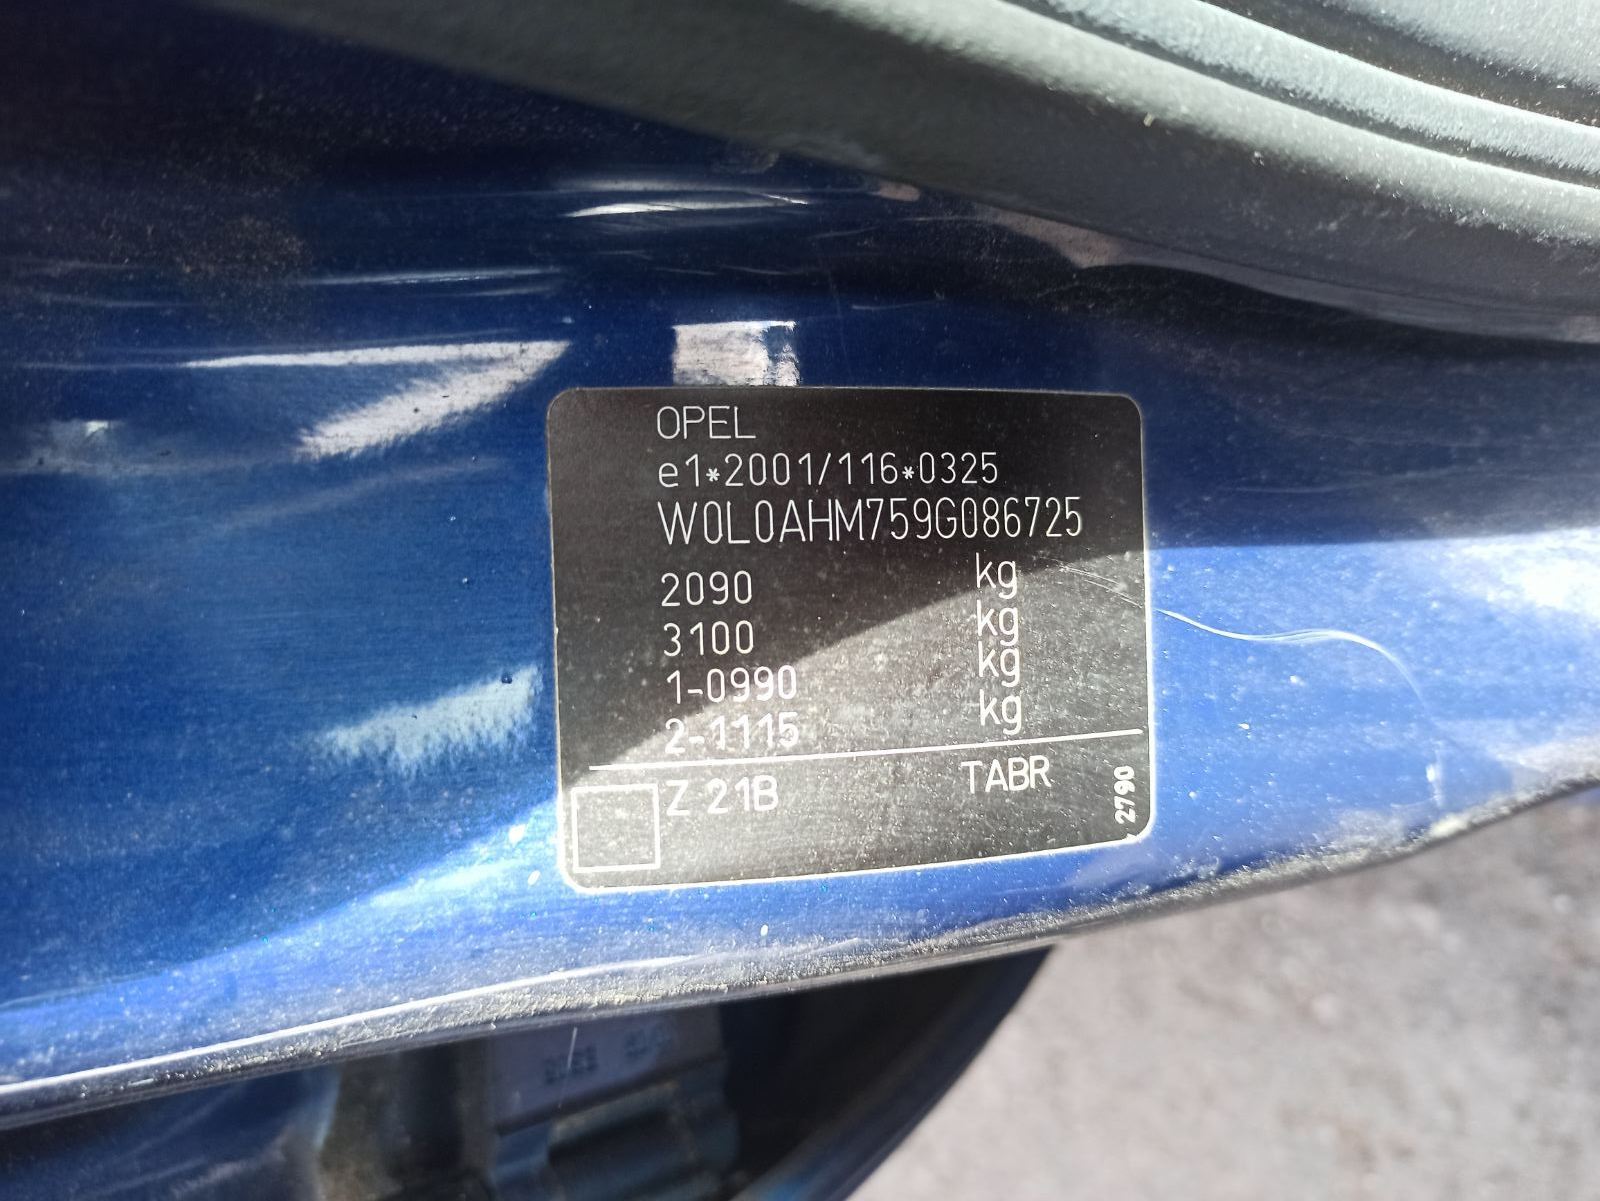 OPEL
e1*2001/116*0325
W0L0AHM759G086725
2090 kg
3100 kg
1-0990 kg
2-1115 kg
Z 21B TABR
2790